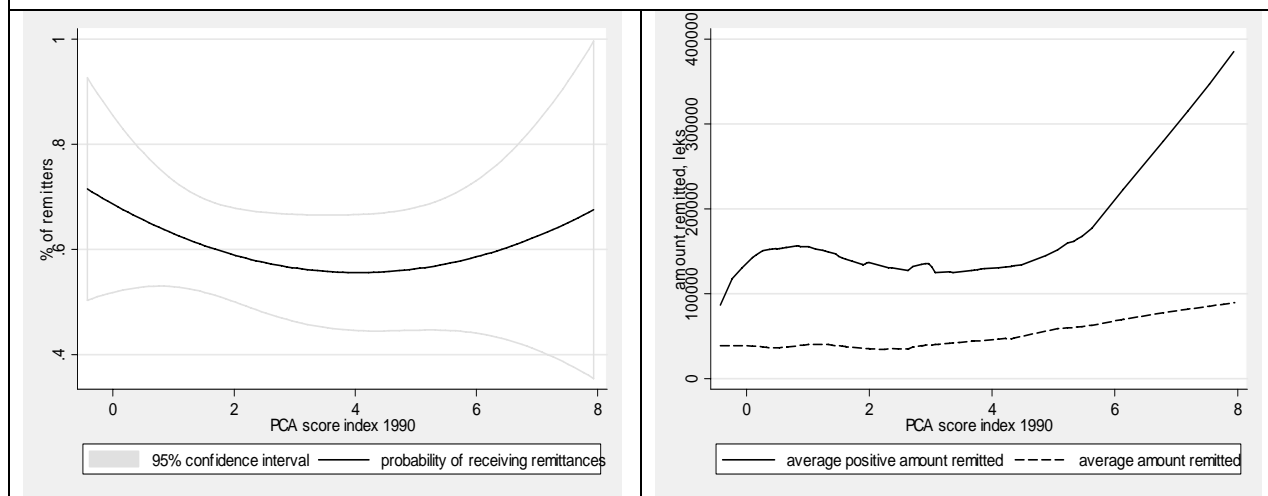 % of remitters
1
.8
.6
.4
0 2 4 6 8
PCA score index 1990
95% confidence interval probability of receiving remittances
amount remitted, leks
400000
300000
200000
100000
0
0 2 4 6 8
PCA score index 1990
average positive amount remitted average amount remitted